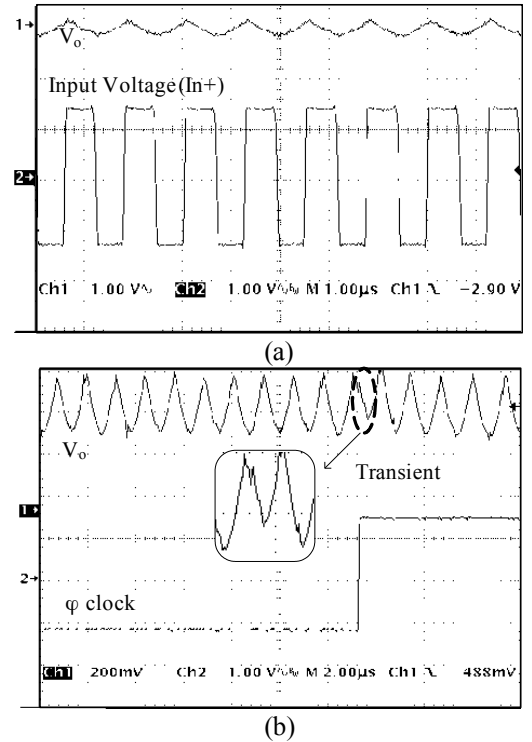 1→
Vo
Input Voltage(In+)
2→
Ch1 1.00 V∿ Ch2 1.00 V∿ M 1.00µs Ch1 -2.90 V
(a)
Vo
Transient
1→
2→
φ clock
Ch1 200mV Ch2 1.00 V∿ M 2.00µs Ch1 488mV
(b)